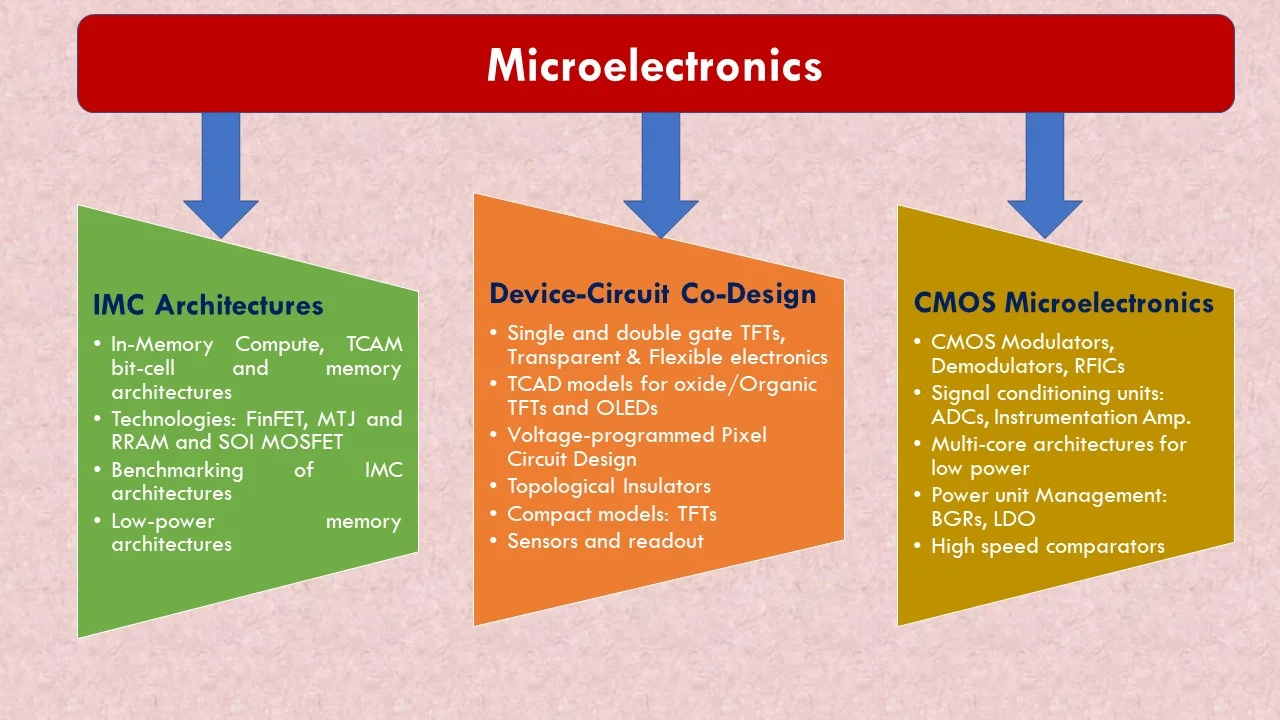 Microelectronics
IMC Architectures
• In-Memory Compute, TCAM
bit-cell and memory
architectures
• Technologies: FinFET, MTJ and
RRAM and SOI MOSFET
• Benchmarking of IMC
architectures
• Low-power memory
architectures
Device-Circuit Co-Design
• Single and double gate TFTs,
Transparent & Flexible electronics
• TCAD models for oxide/Organic
TFTs and OLEDs
• Voltage-programmed Pixel
Circuit Design
• Topological Insulators
• Compact models: TFTs
• Sensors and readout
CMOS Microelectronics
• CMOS Modulators,
Demodulators, RFICs
• Signal conditioning units:
ADCs, Instrumentation Amp.
• Multi-core architectures for
low power
• Power unit Management:
BGRs, LDO
• High speed comparators